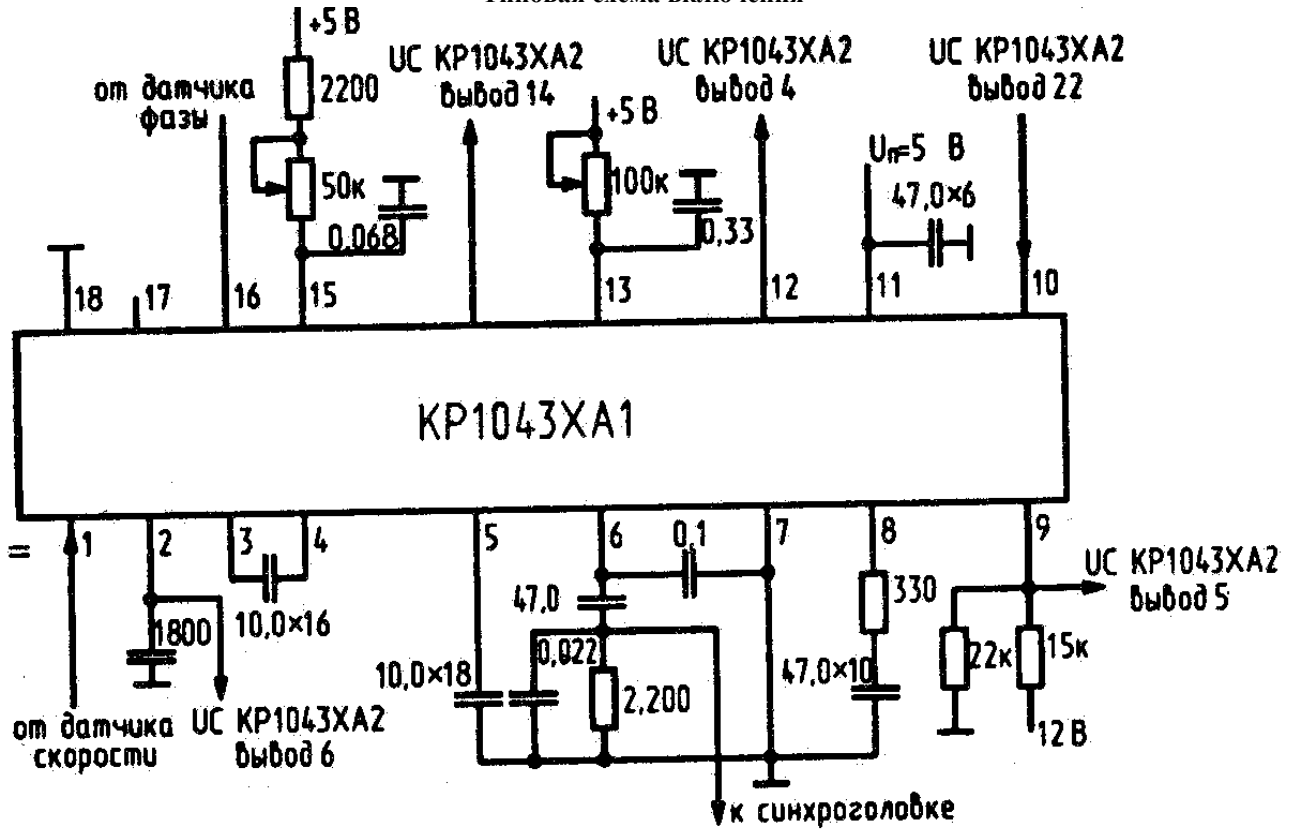 +5 В
2200
от датчика
фазы
UC КР1043ХА2
вывод 14
UC КР1043ХА2
вывод 4
UC КР1043ХА2
вывод 22
50к
0.068
+5 В
100к
0,33
Uп=5 В
47,0×6
18
17
16
15
13
12
11
10
КР1043ХА1
=
1
2
3
4
5
6
0,1
7
8
9
1800
10,0×16
47,0
0,022
10,0×18
2,200
330
47,0×10
22к
15к
12 В
UC КР1043ХА2
вывод 5
от датчика
скорости
UC КР1043ХА2
вывод 6
к синхроголовке